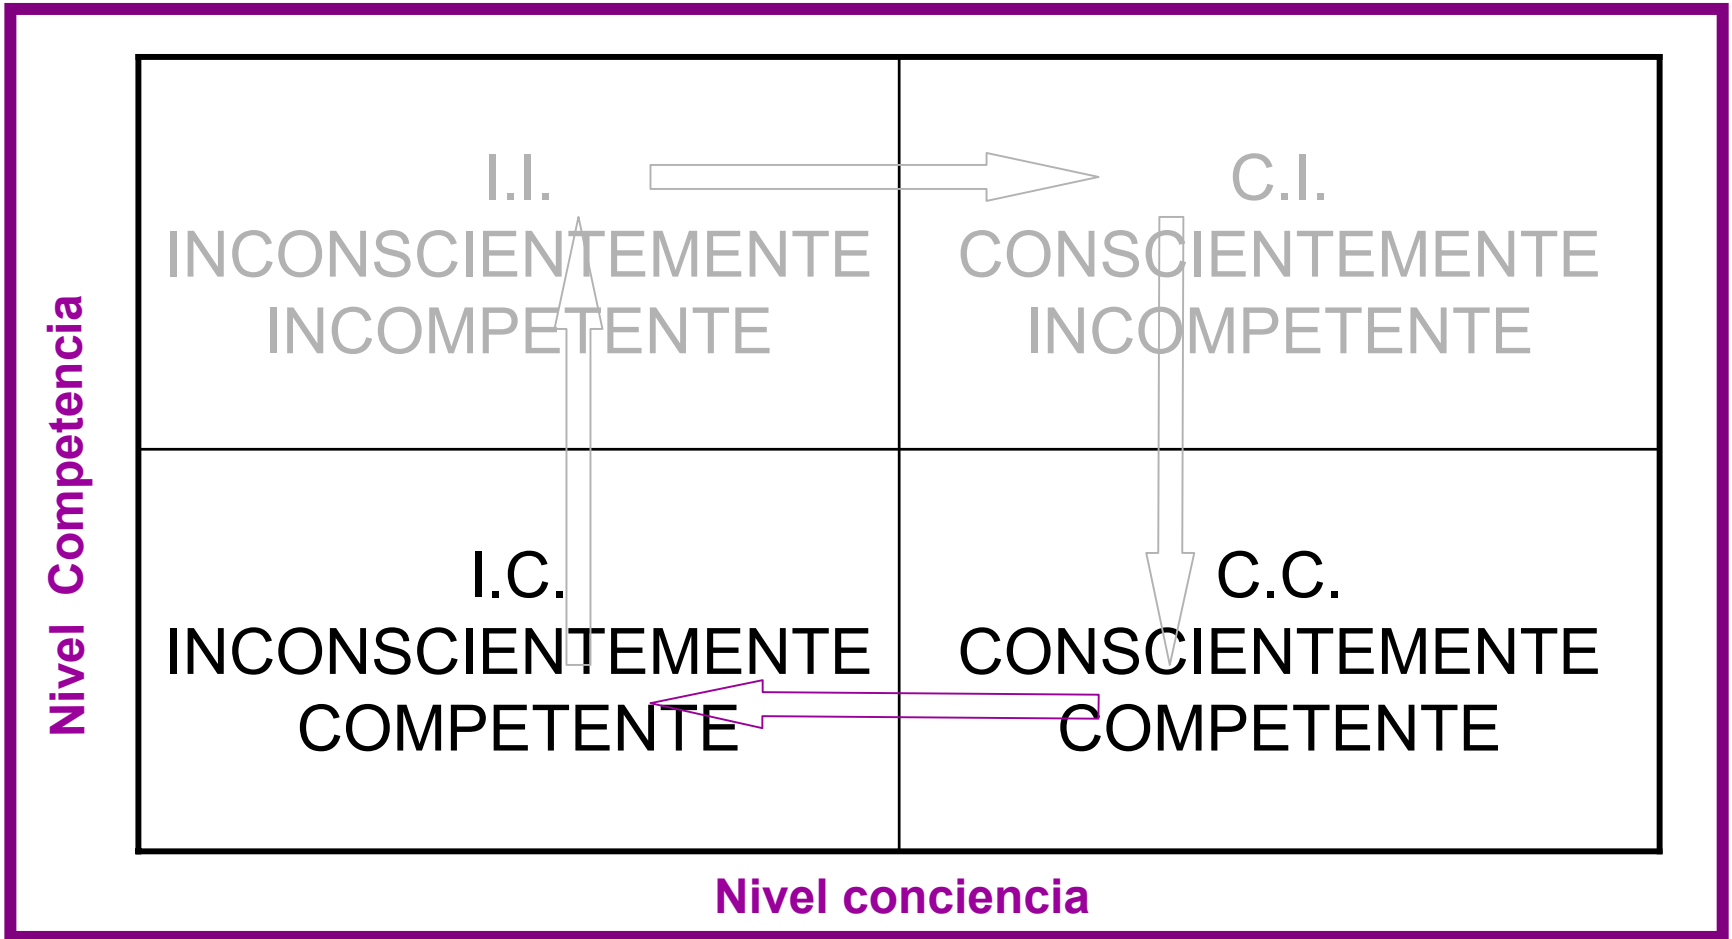 I.I.
INCONSCIENTEMENTE
INCOMPETENTE
C.I.
CONSCIENTEMENTE
INCOMPETENTE
Nivel Competencia
I.C.
INCONSCIENTEMENTE
COMPETENTE
C.C.
CONSCIENTEMENTE
COMPETENTE
Nivel conciencia